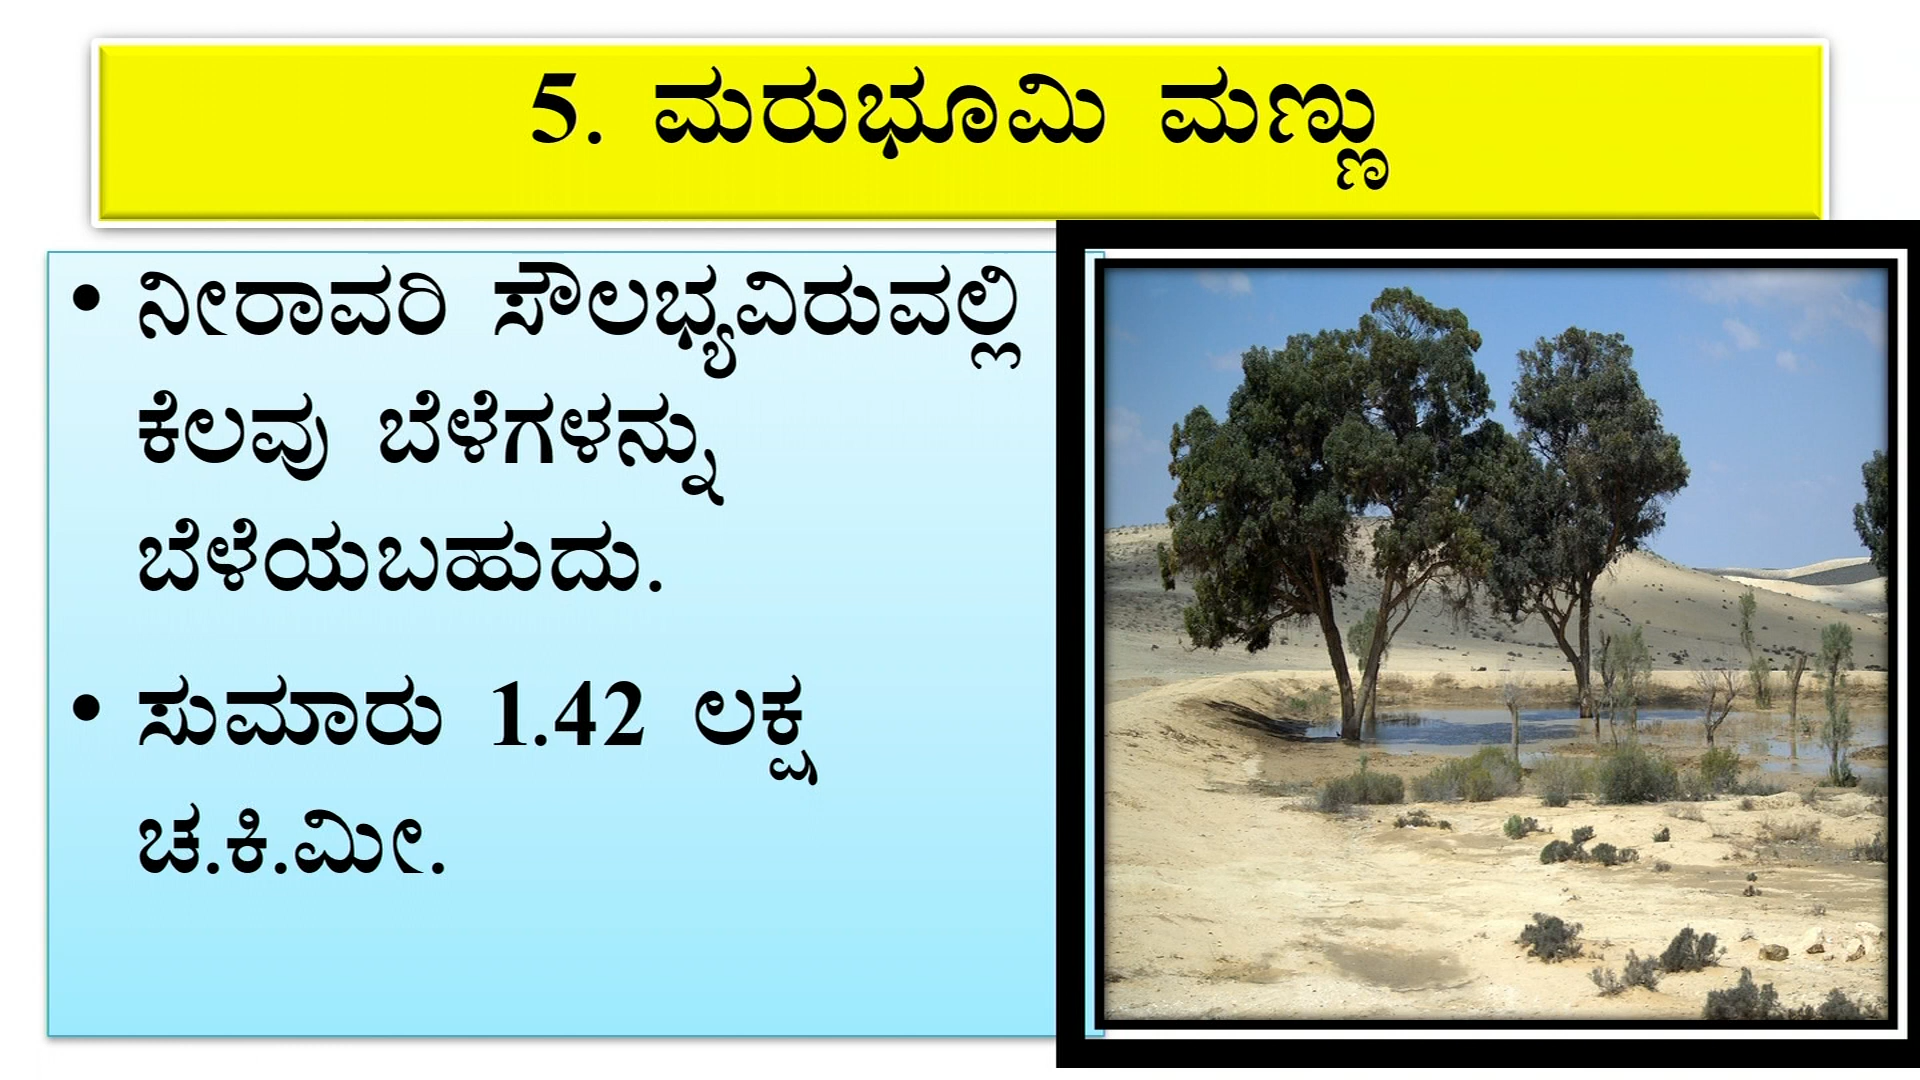 5. ಮರುಭೂಮಿ ಮಣ್ಣು
• ನೀರಾವರಿ ಸೌಲಭ್ಯವಿರುವಲ್ಲಿ
ಕೆಲವು ಬೆಳೆಗಳನ್ನು
ಬೆಳೆಯಬಹುದು.
• ಸುಮಾರು 1.42 ಲಕ್ಷ
ಚ.ಕಿ.ಮೀ.